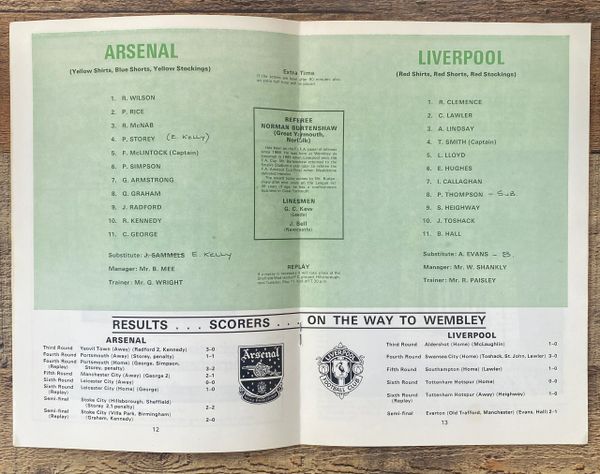 ARSENAL
(Yellow Shirts, Blue Shorts, Yellow Stockings)
1. R. WILSON
2. P. RICE
3. R. McNAB
4. P. STOREY (E. KELLY)
5. F. McLINTOCK (Captain)
6. P. SIMPSON
7. G. ARMSTRONG
8. G. GRAHAM
9. J. RADFORD
10. R. KENNEDY
11. C. GEORGE
Substitute: J. SAMMELS E. Kelly
Manager: Mr. B. MEE
Trainer: Mr. G. WRIGHT
Extra Time
REFEREE
NORMAN BURTENSHAW
(Great Yarmouth,
Norfolk)
LINESMEN
G. C. Kew
(Leeds)
J. Bell
(Newcastle)
REPLAY
LIVERPOOL
(Red Shirts, Red Shorts, Red Stockings)
1. R. CLEMENCE
2. C. LAWLER
3. A. LINDSAY
4. T. SMITH (Captain)
5. L. LLOYD
6. E. HUGHES
7. I. CALLAGHAN
8. P. THOMPSON - SUB
9. S. HEIGHWAY
10. J. TOSHACK
11. B. HALL
Substitute: A. EVANS - 8.
Manager: Mr. W. SHANKLY
Trainer: Mr. R. PAISLEY
RESULTS . . . SCORERS . . . ON THE WAY TO WEMBLEY
ARSENAL
Third Round Yeovil Town (Away) (Radford 2, Kennedy) 3-0
Fourth Round Portsmouth (Away) (Storey, penalty) 1-1
Fourth Round Portsmouth (Home) (George, Simpson,
(Replay) Storey, penalty) 3-2
Fifth Round Manchester City (Away) (George 2) 2-1
Sixth Round Leicester City (Away) 0-0
Sixth Round Leicester City (Home) (George) 1-0
(Replay)
Semi-final Stoke City (Hillsborough, Sheffield)
(Storey 2,1 penalty) 2-2
Semi-final Stoke City (Villa Park, Birmingham)
(Replay) (Graham, Kennedy) 2-0
12
Arsenal
LIVERPOOL
FOOTBALL CLUB
LIVERPOOL
Third Round Aldershot (Home) (McLaughlin) 1-0
Fourth Round Swansea City (Home) (Toshack, St. John, Lawler) 3-0
Fifth Round Southampton (Home) (Lawler) 1-0
Sixth Round Tottenham Hotspur (Home) 0-0
Sixth Round Tottenham Hotspur (Away) (Heighway) 1-0
(Replay)
Semi-final Everton (Old Trafford, Manchester) (Evans, Hall) 2-1
13